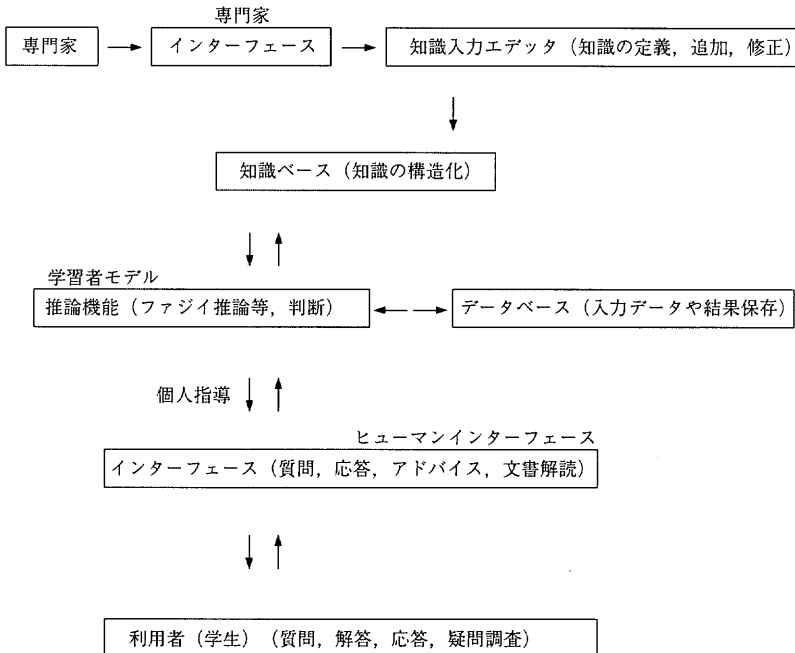 専門家
専門家
インターフェース
知識入力エデッタ（知識の定義，追加，修正）
知識ベース（知識の構造化）
学習者モデル
推論機能（ファジイ推論等，判断）
データベース（入力データや結果保存）
個人指導
ヒューマンインターフェース
インターフェース（質問，応答，アドバイス，文書解読）
利用者（学生）（質問，解答，応答，疑問調査）